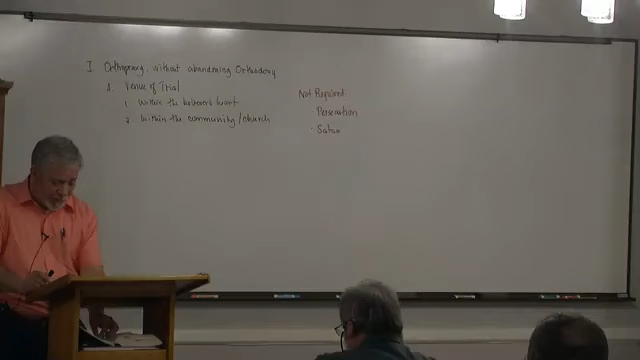 I Orthopraxy without abandoning Orthodoxy
A. Venue of Trial
1. Within the believers heart
2. Within the community/church
Not Required
· Persecution
· Satan